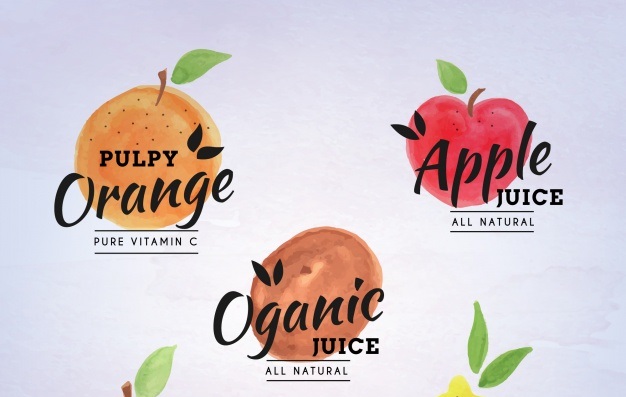 PULPY
Orange
PURE VITAMIN C
Apple
JUICE
ALL NATURAL
Oganic
JUICE
ALL NATURAL